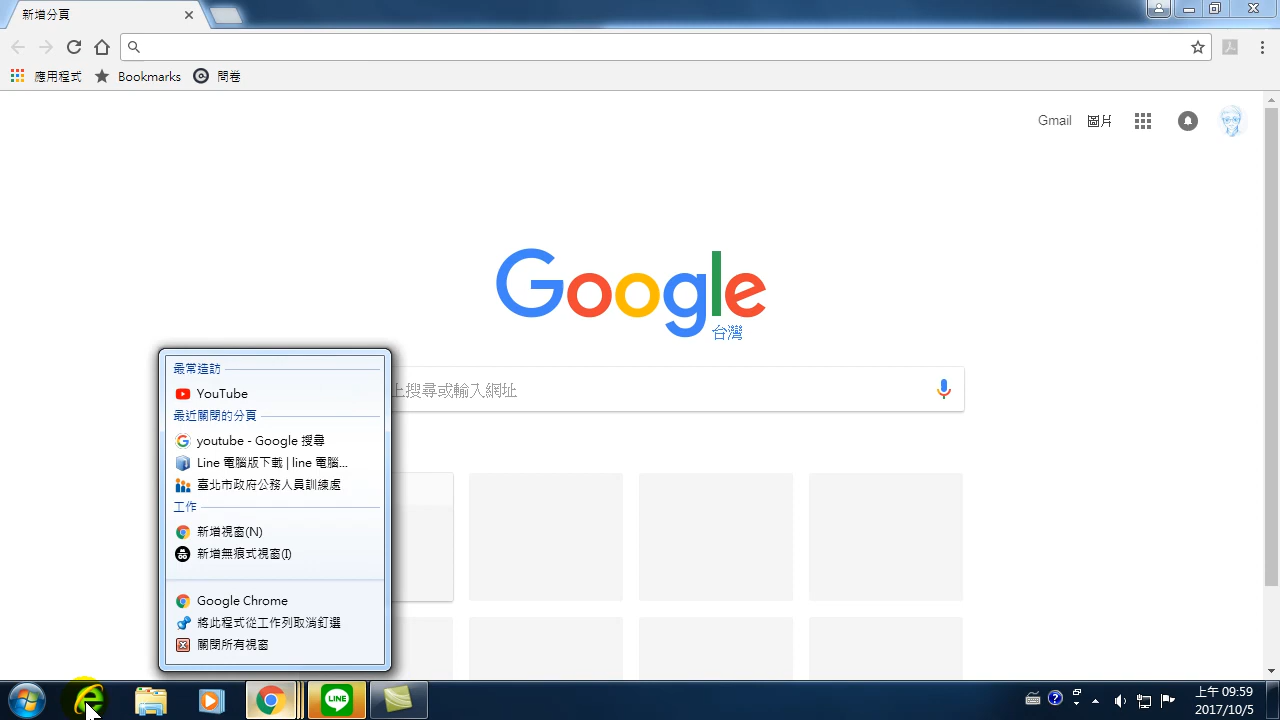 新增分頁
應用程式
Bookmarks
問卷
Gmail
圖片
Google
台灣
上搜尋或輸入網址
最常造訪
YouTube
最近關閉的分頁
youtube - Google 搜尋
Line 電腦版下載 | line 電腦...
臺北市政府公務人員訓練處
工作
新增視窗(N)
新增無痕式視窗(I)
Google Chrome
將此程式從工作列取消釘選
關閉所有視窗
LINE
上午 09:59
2017/10/5